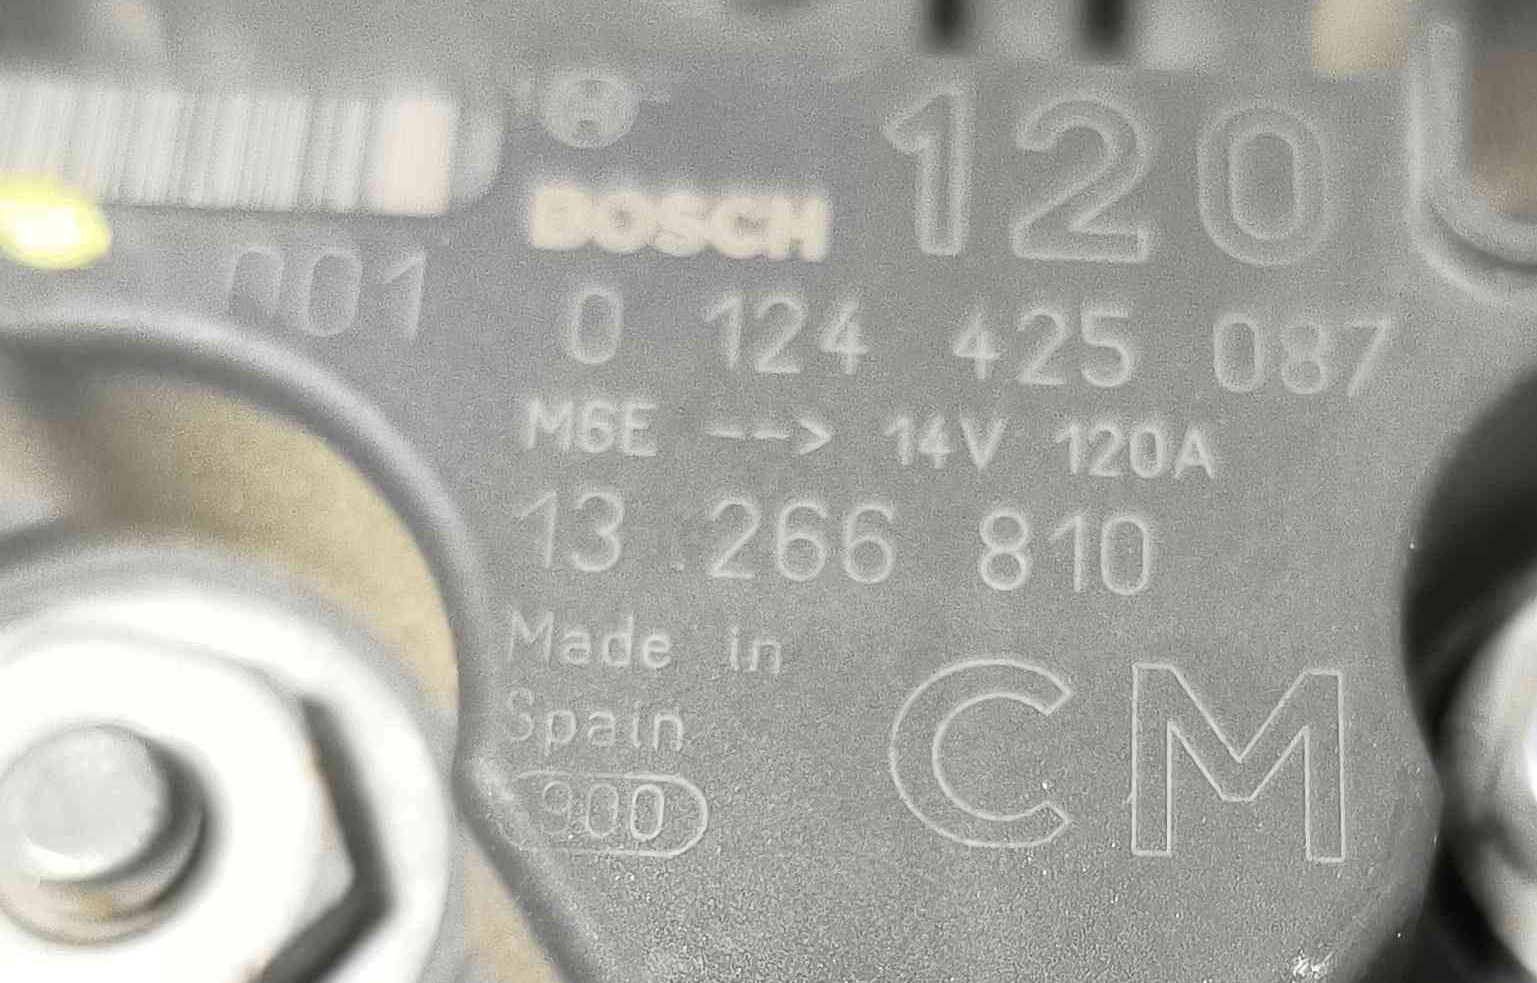 120
BOSCH
001
0 124 425 087
M6E --> 14V 120A
13.266 810
Made in
Spain
900
CM